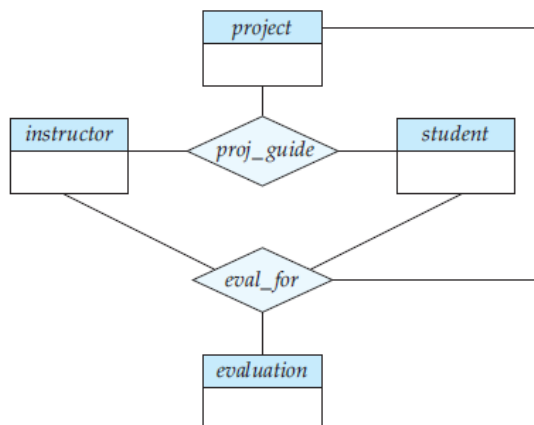 project
instructor
proj_guide
student
eval_for
evaluation